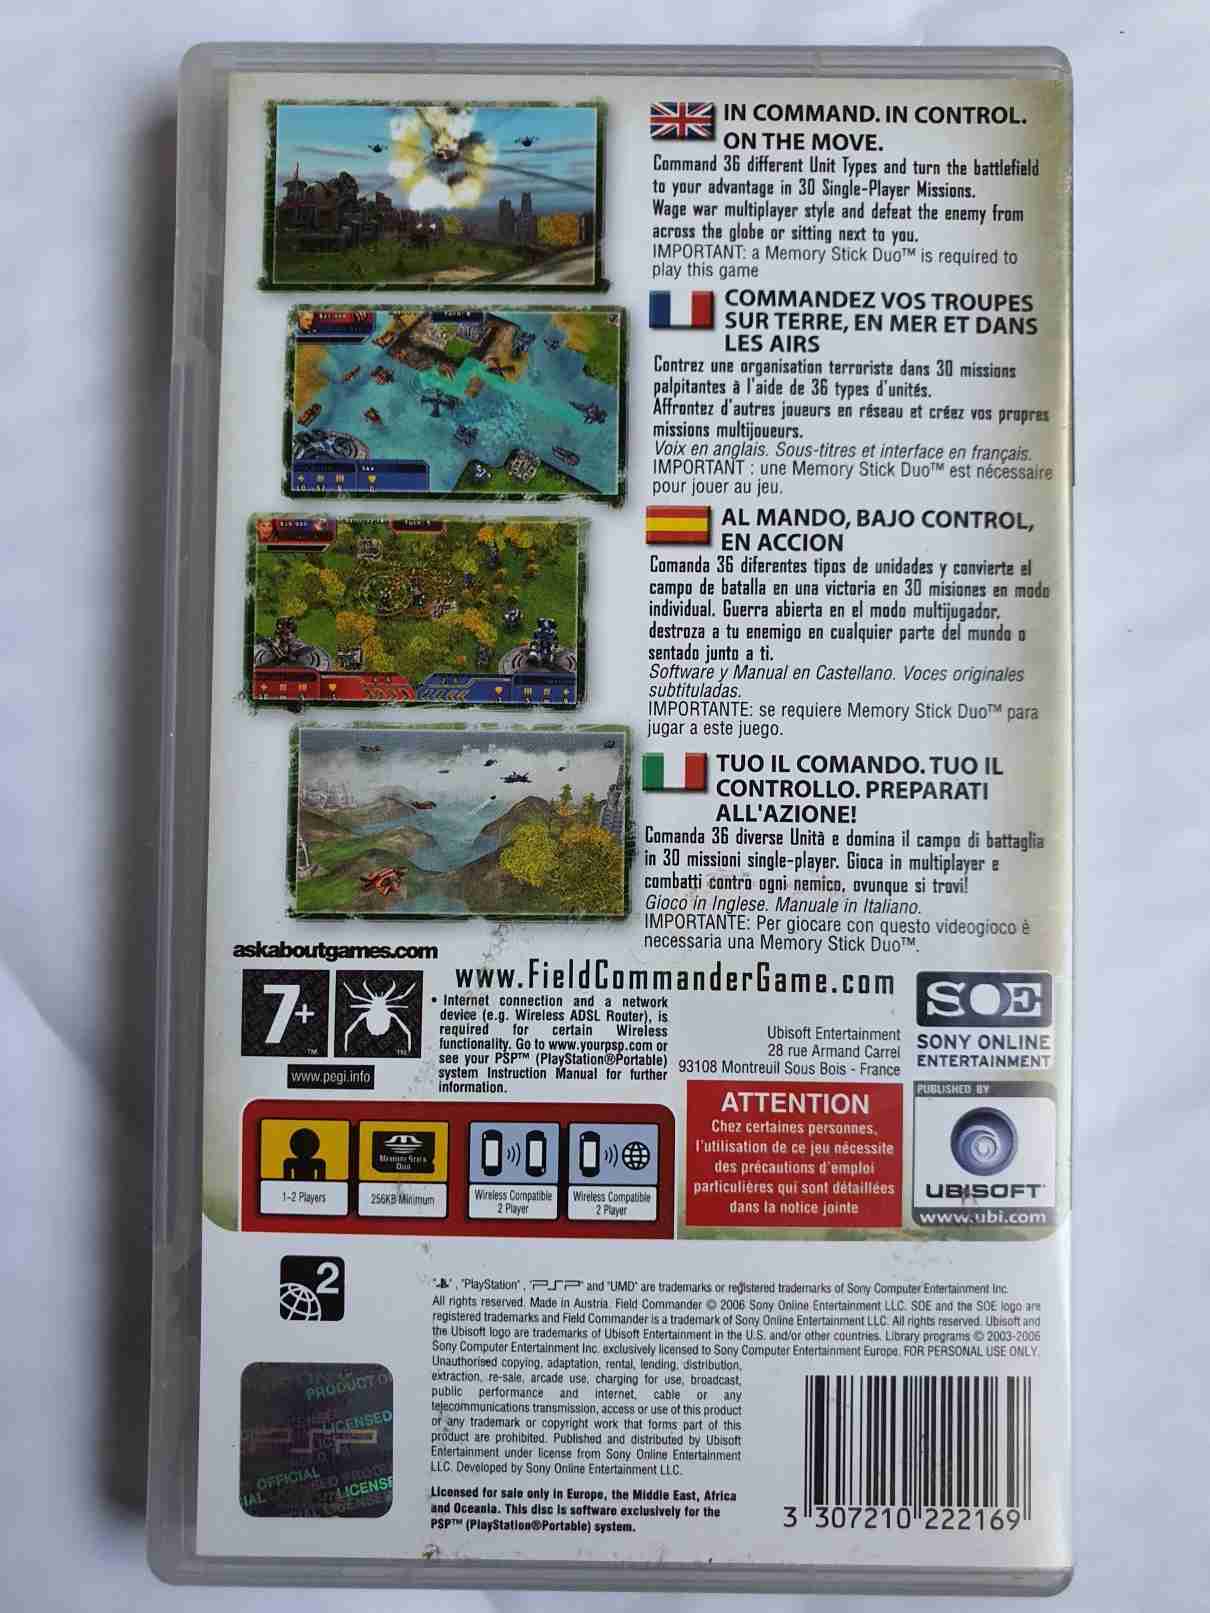 IN COMMAND. IN CONTROL.
ON THE MOVE.
Command 36 different Unit Types and turn the battlefield
to your advantage in 30 Single-Player Missions.
Wage war multiplayer style and defeat the enemy from
across the globe or sitting next to you.
IMPORTANT: a Memory Stick Duo™ is required to
play this game
COMMANDEZ VOS TROUPES
SUR TERRE, EN MER ET DANS
LES AIRS
Contrez une organisation terroriste dans 30 missions
palpitantes à l'aide de 36 types d'unités.
Affrontez d'autres joueurs en réseau et créez vos propres
missions multijoueurs.
Voix en anglais. Sous-titres et interface en français.
IMPORTANT : une Memory Stick Duo™ est nécessaire
pour jouer au jeu.
AL MANDO, BAJO CONTROL,
EN ACCION
Comanda 36 diferentes tipos de unidades y convierte el
campo de batalla en una victoria en 30 misiones en modo
individual. Guerra abierta en el modo multijugador,
destroza a tu enemigo en cualquier parte del mundo o
sentado junto a ti.
Software y Manual en Castellano. Voces originales
subtituladas.
IMPORTANTE: se requiere Memory Stick Duo™ para
jugar a este juego.
TUO IL COMANDO. TUO IL
CONTROLLO. PREPARATI
ALL'AZIONE!
Comanda 36 diverse Unità e domina il campo di battaglia
in 30 missioni single-player. Gioca in multiplayer e
combatti contro ogni nemico, ovunque si trovi!
Gioco in Inglese. Manuale in Italiano.
IMPORTANTE: Per giocare con questo videogioco è
necessaria una Memory Stick Duo™.
askaboutgames.com
www.FieldCommanderGame.com
7+
™
™
www.pegi.info
• Internet connection and a network
device (e.g. Wireless ADSL Router), is
required for certain Wireless
functionality. Go to www.yourpsp.com or
see your PSP™ (PlayStation®Portable)
system Instruction Manual for further
information.
Ubisoft Entertainment
28 rue Armand Carrel
93108 Montreuil Sous Bois - France
SOE
SONY ONLINE
ENTERTAINMENT
1-2 Players
MEMORY STICK
DUO
256KB Minimum
Wireless Compatible
2 Player
Wireless Compatible
2 Player
ATTENTION
Chez certaines personnes,
l'utilisation de ce jeu nécessite
des précautions d'emploi
particulières qui sont détaillées
dans la notice jointe
PUBLISHED BY
UBISOFT
www.ubi.com
2
, "PlayStation", "PSP" and "UMD" are trademarks or registered trademarks of Sony Computer Entertainment Inc.
All rights reserved. Made in Austria. Field Commander © 2006 Sony Online Entertainment LLC. SOE and the SOE logo are
registered trademarks and Field Commander is a trademark of Sony Online Entertainment LLC. All rights reserved. Ubisoft and
the Ubisoft logo are trademarks of Ubisoft Entertainment in the U.S. and/or other countries. Library programs © 2003-2006
Sony Computer Entertainment Inc. exclusively licensed to Sony Computer Entertainment Europe. FOR PERSONAL USE ONLY.
Unauthorised copying, adaptation, rental, lending, distribution,
extraction, re-sale, arcade use, charging for use, broadcast,
public performance and internet, cable or any
telecommunications transmission, access or use of this product
or any trademark or copyright work that forms part of this
product are prohibited. Published and distributed by Ubisoft
Entertainment under license from Sony Online Entertainment
LLC. Developed by Sony Online Entertainment LLC.
Licensed for sale only in Europe, the Middle East, Africa
and Oceania. This disc is software exclusively for the
PSP™ (PlayStation®Portable) system.
PRODUCT
LICENSED
PSP
OFFICIAL
LICENSE
3 307210 222169